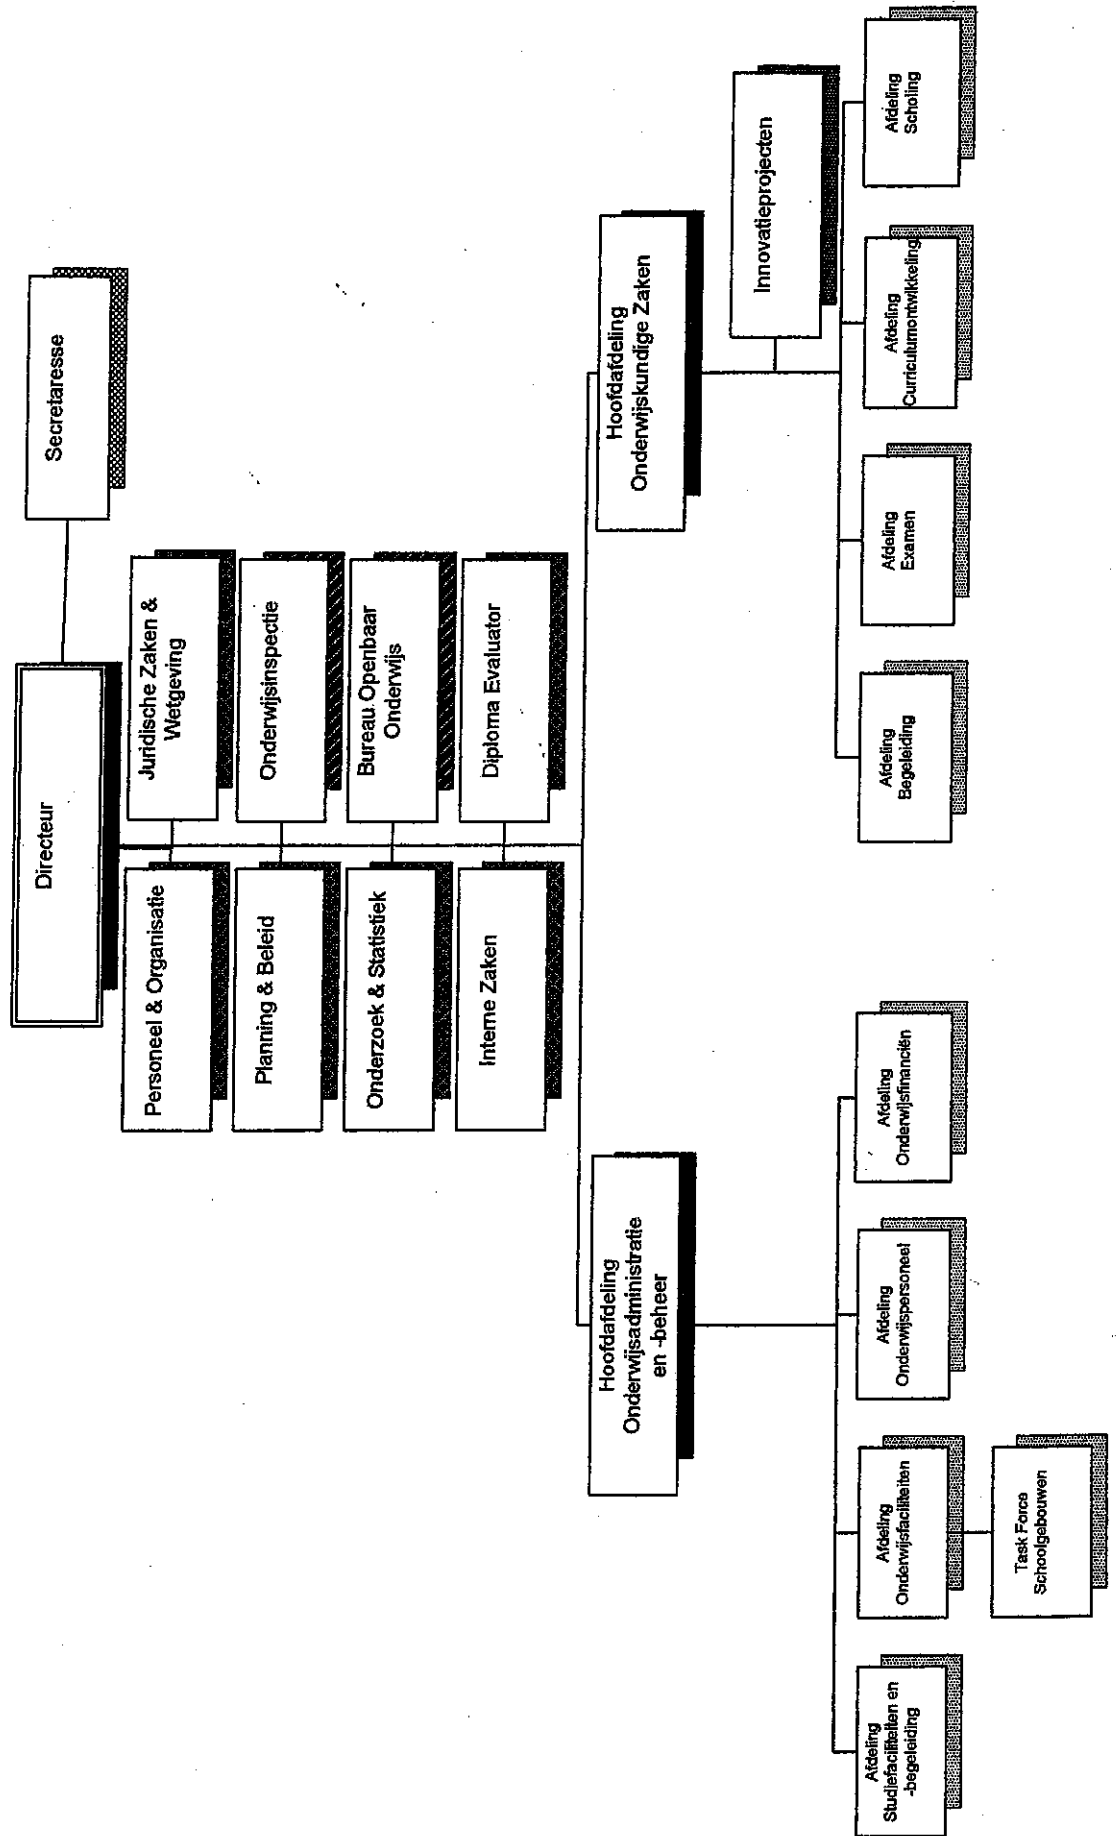 Directeur
Secretaresse
Personeel & Organisatie
Juridische Zaken &
Wetgeving
Planning & Beleid
Onderwijsinspectie
Onderzoek & Statistiek
Bureau Openbaar
Onderwijs
Interne Zaken
Diploma Evaluator
Hoofdafdeling
Onderwijsadministratie
en -beheer
Hoofdafdeling
Onderwijskundige Zaken
Innovatieprojecten
Afdeling
Studiefaciliteiten en
-begeleiding
Afdeling
Onderwijsfaciliteiten
Afdeling
Onderwijspersoneel
Afdeling
Onderwijsfinanciën
Afdeling
Begeleiding
Afdeling
Examen
Afdeling
Curriculumontwikkeling
Afdeling
Scholing
Task Force
Schoolgebouwen